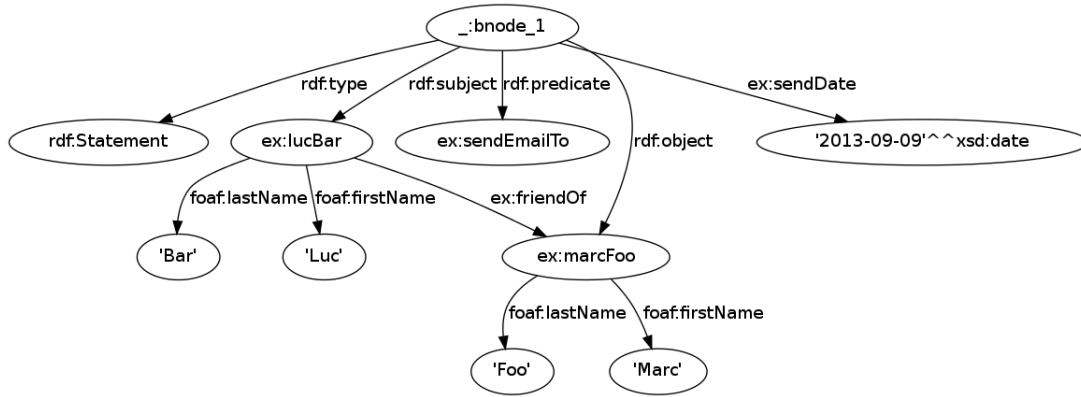 _:bnode_1
rdf:type
rdf:subject
rdf:predicate
ex:sendDate
rdf:Statement
ex:lucBar
ex:sendEmailTo
rdf:object
'2013-09-09'^^xsd:date
foaf:lastName
foaf:firstName
ex:friendOf
'Bar'
'Luc'
ex:marcFoo
foaf:lastName
foaf:firstName
'Foo'
'Marc'